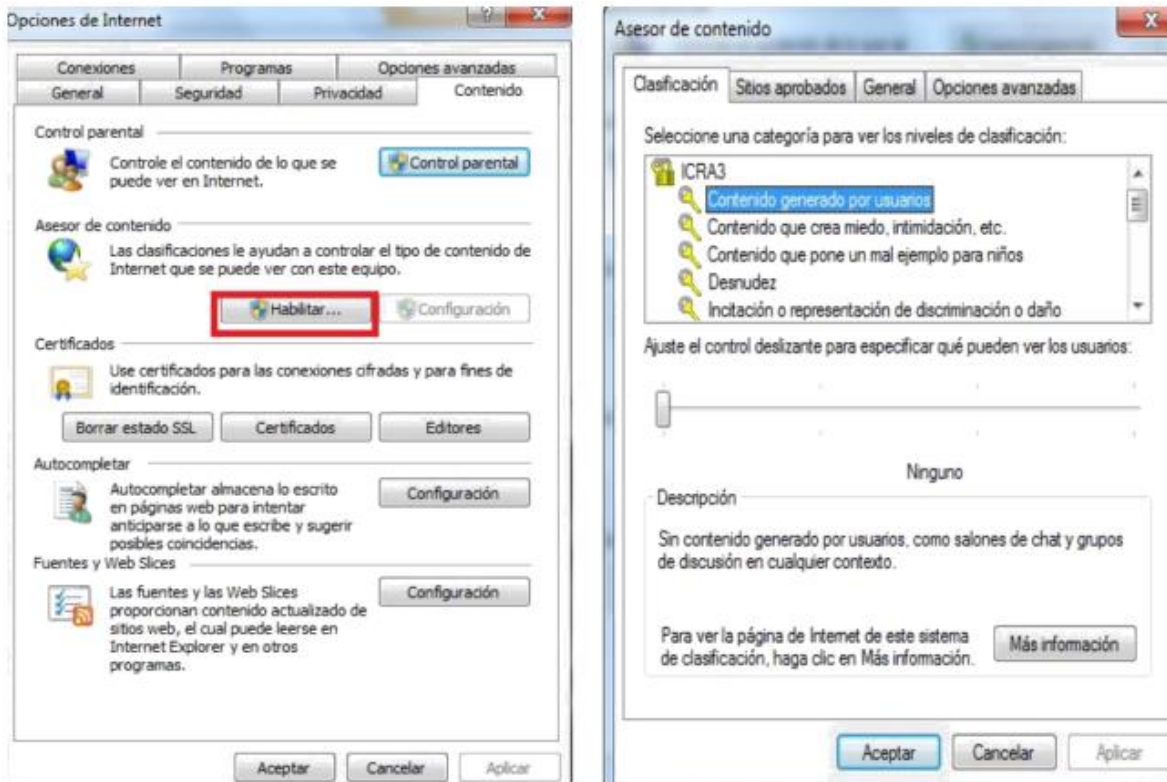 Opciones de Internet
Conexiones Programas Opciones avanzadas
General Seguridad Privacidad Contenido
Control parental
Controle el contenido de lo que se
puede ver en Internet.
Control parental
Asesor de contenido
Las clasificaciones le ayudan a controlar el tipo de contenido de
Internet que se puede ver con este equipo.
Habilitar... Configuración
Certificados
Use certificados para las conexiones cifradas y para fines de
identificación.
Borrar estado SSL Certificados Editores
Autocompletar
Autocompletar almacena lo escrito
en páginas web para intentar
anticiparse a lo que escribe y sugerir
posibles coincidencias.
Configuración
Fuentes y Web Slices
Las fuentes y las Web Slices
proporcionan contenido actualizado de
sitios web, el cual puede leerse en
Internet Explorer y en otros
programas.
Configuración
Aceptar Cancelar Aplicar
Asesor de contenido
Clasificación Sitios aprobados General Opciones avanzadas
Seleccione una categoría para ver los niveles de clasificación:
ICRA3
Contenido generado por usuarios
Contenido que crea miedo, intimidación, etc.
Contenido que pone un mal ejemplo para niños
Desnudez
Incitación o representación de discriminación o daño
Ajuste el control deslizante para especificar qué pueden ver los usuarios:
Ninguno
Descripción
Sin contenido generado por usuarios, como salones de chat y grupos
de discusión en cualquier contexto.
Para ver la página de Internet de este sistema
de clasificación, haga clic en Más información.
Más información
Aceptar Cancelar Aplicar